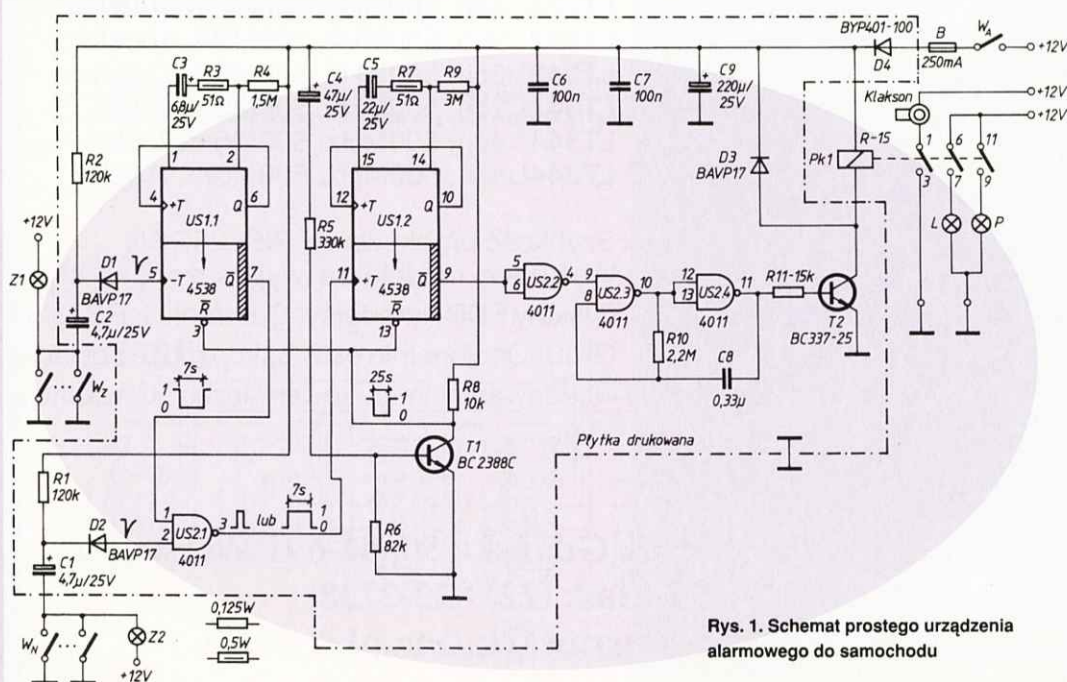 BYP401-100 B W_A
D4 250mA +12V
C3 R3 R4
68μ/25V 51Ω 1,5M
C4
47μ/25V
C5 R7 R9
22μ/25V 51Ω 3M
C6
100n
C7
100n
C9
220μ/25V
Klakson
+12V
+12V
R-15
Pk1
1 6 11
3 7 9
L P
D3
BAVP17
R2
120k
1 2
4 +T Q 6
US1.1
5 -T Q̅ 7
4538
R̅
3
R5
330k
15 14
12 +T Q 10
US1.2
11 +T Q̅ 9
4538
R̅
13
+12V
Z1
D1
BAVP17
C2
4,7μ/25V
W_Z
5
6
US2.2
4011
4
9
8
US2.3
4011
10
12
13
US2.4
4011
11
R11-15k
T2
BC337-25
R10
2,2M
C8
0,33μ
7s
1
0
25s
1
0
R8
10k
T1
BC238BC
Płytka drukowana
R1
120k
D2
BAVP17
1
2
US2.1
4011
3
lub
7s
1
0
R6
82k
C1
4,7μ/25V
W_N
Z2
+12V
0,125W
0,5W
Rys. 1. Schemat prostego urządzenia
alarmowego do samochodu